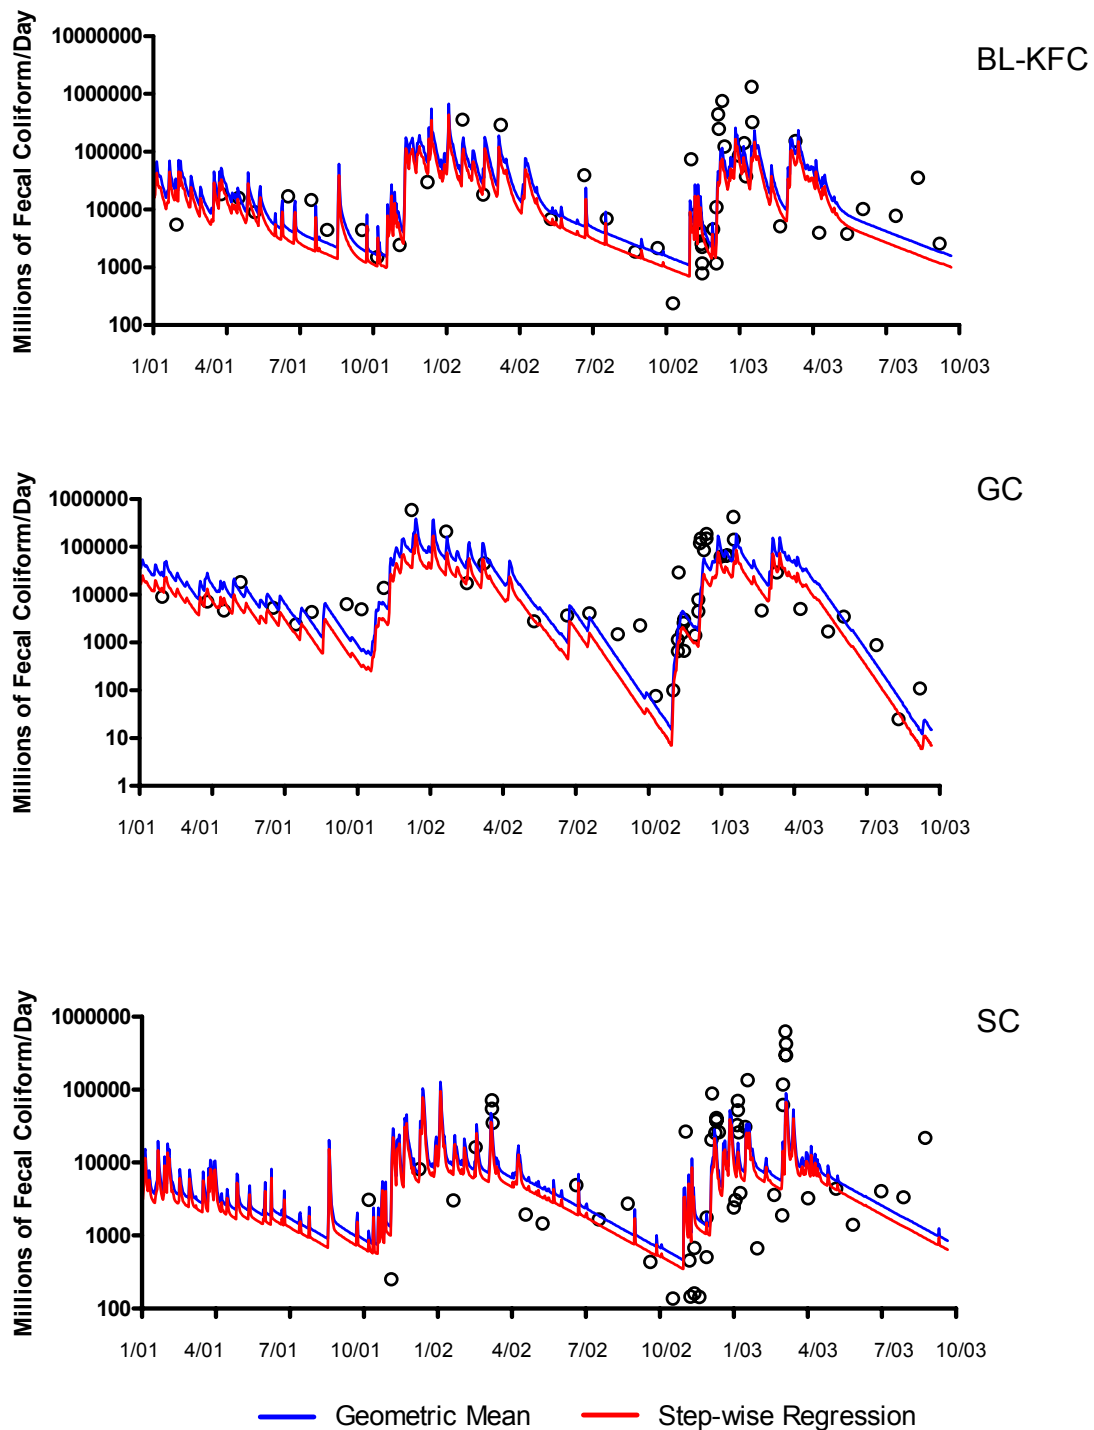 BL-KFC
Millions of Fecal Coliform/Day
10000000
1000000
100000
10000
1000
100
1/01 4/01 7/01 10/01 1/02 4/02 7/02 10/02 1/03 4/03 7/03 10/03
GC
Millions of Fecal Coliform/Day
1000000
100000
10000
1000
100
10
1
1/01 4/01 7/01 10/01 1/02 4/02 7/02 10/02 1/03 4/03 7/03 10/03
SC
Millions of Fecal Coliform/Day
1000000
100000
10000
1000
100
1/01 4/01 7/01 10/01 1/02 4/02 7/02 10/02 1/03 4/03 7/03 10/03
Geometric Mean Step-wise Regression